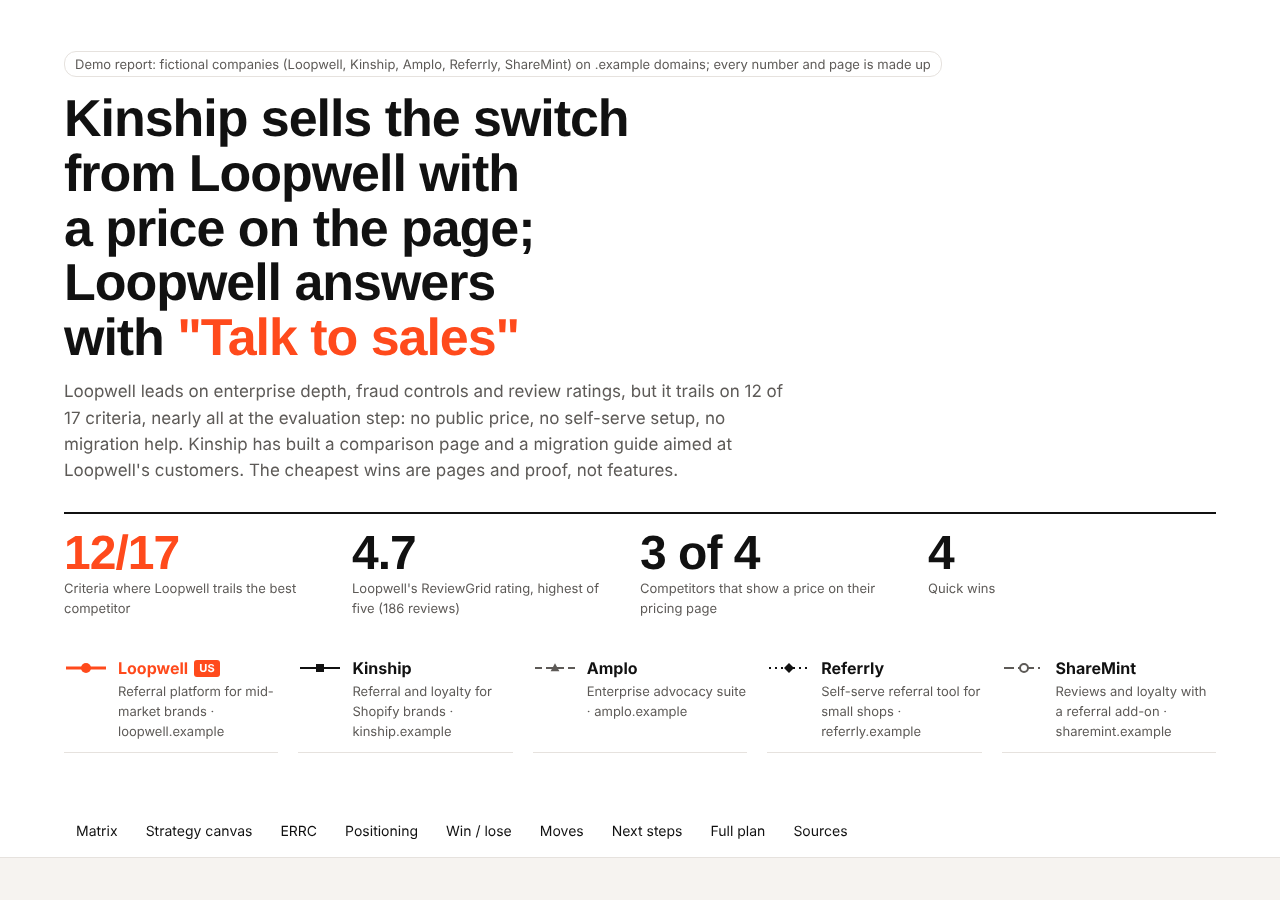 Demo report: fictional companies (Loopwell, Kinship, Amplo, Referrly, ShareMint) on .example domains; every number and page is made up
Kinship sells the switch
from Loopwell with
a price on the page;
Loopwell answers
with "Talk to sales"
Loopwell leads on enterprise depth, fraud controls and review ratings, but it trails on 12 of
17 criteria, nearly all at the evaluation step: no public price, no self-serve setup, no
migration help. Kinship has built a comparison page and a migration guide aimed at
Loopwell's customers. The cheapest wins are pages and proof, not features.
12/17
Criteria where Loopwell trails the best
competitor
4.7
Loopwell's ReviewGrid rating, highest of
five (186 reviews)
3 of 4
Competitors that show a price on their
pricing page
4
Quick wins
Loopwell US
Referral platform for mid-
market brands ·
loopwell.example
Kinship
Referral and loyalty for
Shopify brands ·
kinship.example
Amplo
Enterprise advocacy suite
· amplo.example
Referrly
Self-serve referral tool for
small shops ·
referrly.example
ShareMint
Reviews and loyalty with
a referral add-on ·
sharemint.example
Matrix Strategy canvas ERRC Positioning Win / lose Moves Next steps Full plan Sources